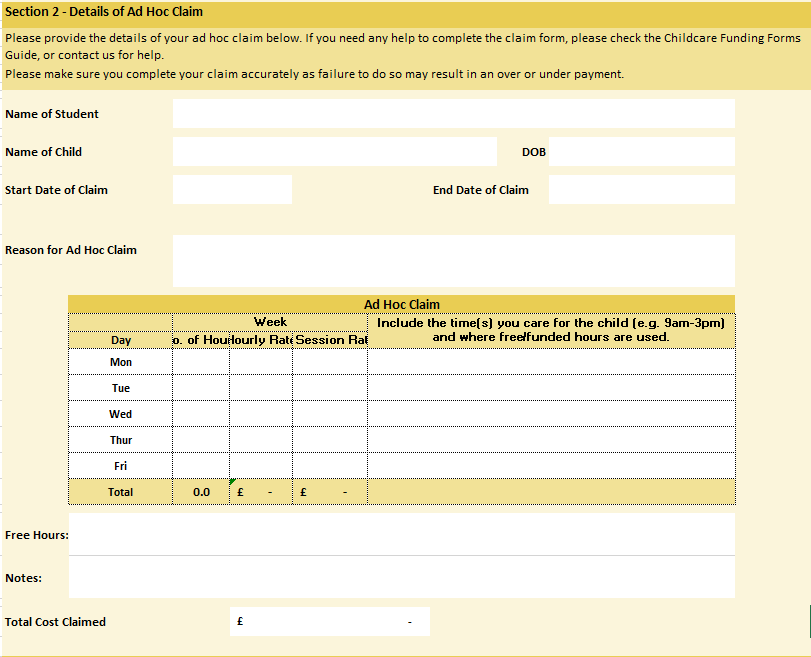 Section 2 - Details of Ad Hoc Claim
Please provide the details of your ad hoc claim below. If you need any help to complete the claim form, please check the Childcare Funding Forms
Guide, or contact us for help.
Please make sure you complete your claim accurately as failure to do so may result in an over or under payment.
Name of Student
Name of Child DOB
Start Date of Claim End Date of Claim
Reason for Ad Hoc Claim
Ad Hoc Claim
Week Include the time(s) you care for the child (e.g. 9am-3pm)
Day o. of Hou Hourly Rate Session Rat and where free/funded hours are used.
Mon
Tue
Wed
Thur
Fri
Total 0.0 £ - £ -
Free Hours:
Notes:
Total Cost Claimed £ -